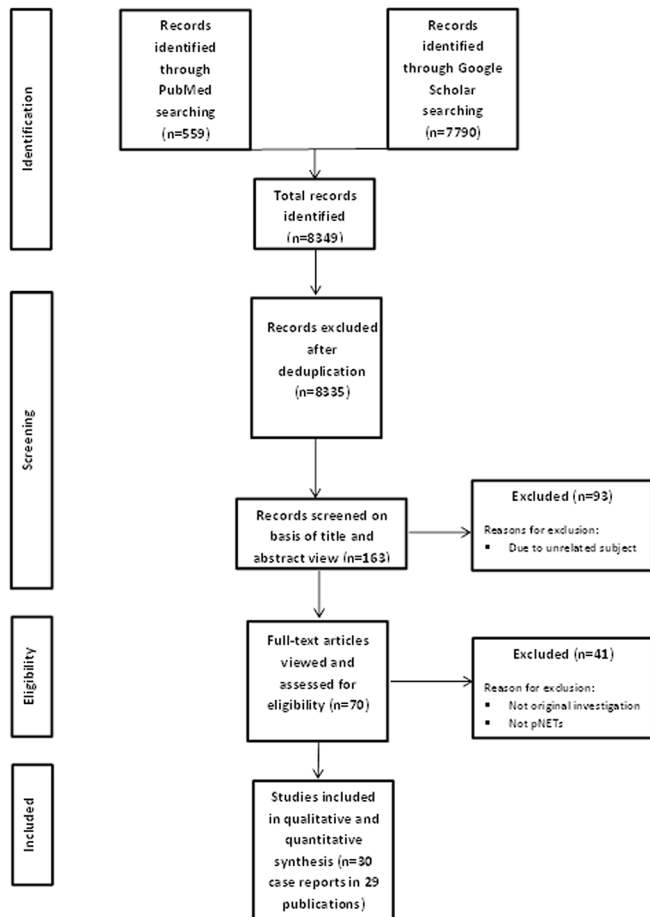 Identification
Records
identified
through
PubMed
searching
(n=559)
Records
identified
through Google
Scholar
searching
(n=7790)
Total records
identified
(n=8349)
Screening
Records excluded
after
deduplication
(n=8335)
Records screened on
basis of title and
abstract view (n=163)
Excluded (n=93)
Reasons for exclusion:
▪ Due to unrelated subject
Eligibility
Full-text articles
viewed and
assessed for
eligibility (n=70)
Excluded (n=41)
Reason for exclusion:
▪ Not original investigation
▪ Not pNETs
Included
Studies included
in qualitative and
quantitative
synthesis (n=30
case reports in 29
publications)